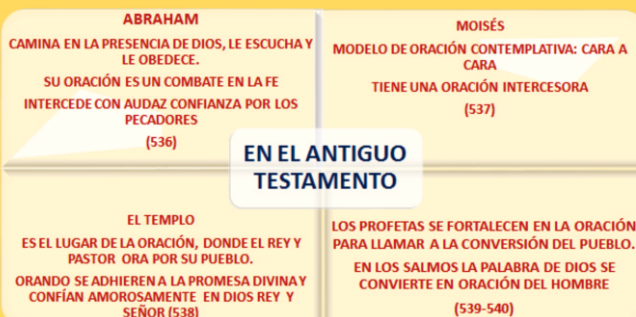 ABRAHAM
CAMINA EN LA PRESENCIA DE DIOS, LE ESCUCHA Y
LE OBEDECE.
SU ORACIÓN ES UN COMBATE EN LA FE
INTERCEDE CON AUDAZ CONFIANZA POR LOS
PECADORES
(536)
MOISÉS
MODELO DE ORACIÓN CONTEMPLATIVA: CARA A
CARA
TIENE UNA ORACIÓN INTERCESORA
(537)
EN EL ANTIGUO
TESTAMENTO
EL TEMPLO
ES EL LUGAR DE LA ORACIÓN, DONDE EL REY Y
PASTOR ORA POR SU PUEBLO.
ORANDO SE ADHIEREN A LA PROMESA DIVINA Y
CONFÍAN AMOROSAMENTE EN DIOS REY Y
SEÑOR (538)
LOS PROFETAS SE FORTALECEN EN LA ORACIÓN
PARA LLAMAR A LA CONVERSIÓN DEL PUEBLO.
EN LOS SALMOS LA PALABRA DE DIOS SE
CONVIERTE EN ORACIÓN DEL HOMBRE
(539-540)